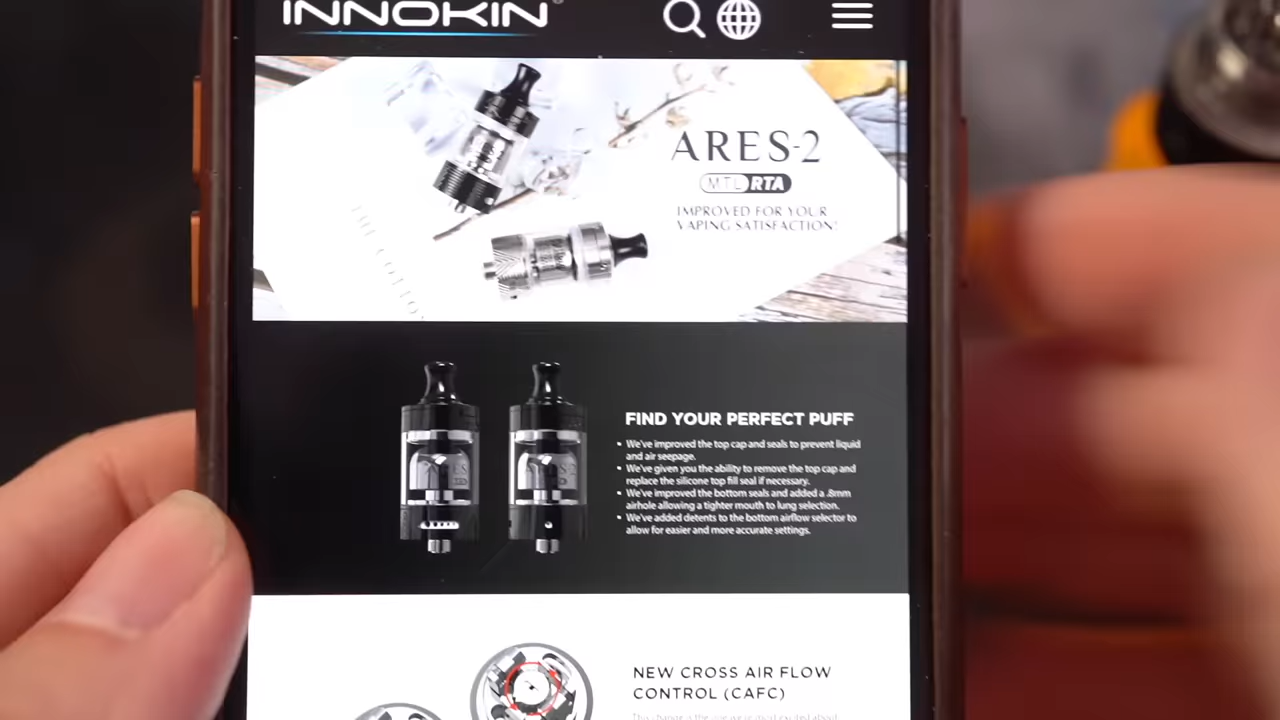 INNOKIN
ARES-2
MTL RTA
IMPROVED FOR YOUR
VAPING SATISFACTION!
FIND YOUR PERFECT PUFF
• We've improved the top cap and seals to prevent liquid
and air seepage.
• We've given you the ability to remove the top cap and
replace the silicone top fill seal if necessary.
• We've improved the bottom seals and added a .8mm
airhole allowing a tighter mouth to lung selection.
• We've added detents to the bottom airflow selector to
allow for easier and more accurate settings.
NEW CROSS AIR FLOW
CONTROL (CAFC)